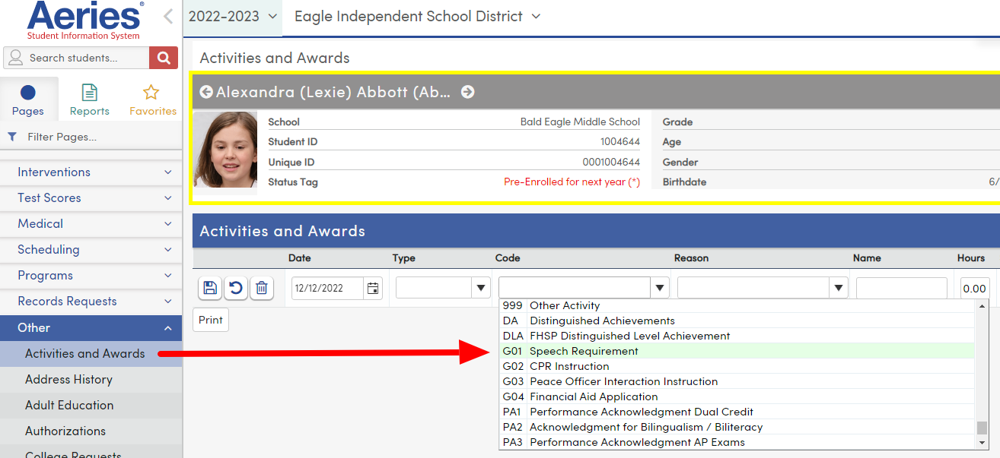 Aeries®
Student Information System
2022-2023
Eagle Independent School District
Search students...
Pages
Reports
Favorites
Filter Pages...
Interventions
Test Scores
Medical
Scheduling
Programs
Records Requests
Other
Activities and Awards
Address History
Adult Education
Authorizations
College Requests
Activities and Awards
Alexandra (Lexie) Abbott (Ab...
School Bald Eagle Middle School Grade
Student ID 1004644 Age
Unique ID 0001004644 Gender
Status Tag Pre-Enrolled for next year (*) Birthdate 6/
Activities and Awards
Date Type Code Reason Name Hours
12/12/2022 0.00
Print
999 Other Activity
DA Distinguished Achievements
DLA FHSP Distinguished Level Achievement
G01 Speech Requirement
G02 CPR Instruction
G03 Peace Officer Interaction Instruction
G04 Financial Aid Application
PA1 Performance Acknowledgment Dual Credit
PA2 Acknowledgment for Bilingualism / Biliteracy
PA3 Performance Acknowledgment AP Exams